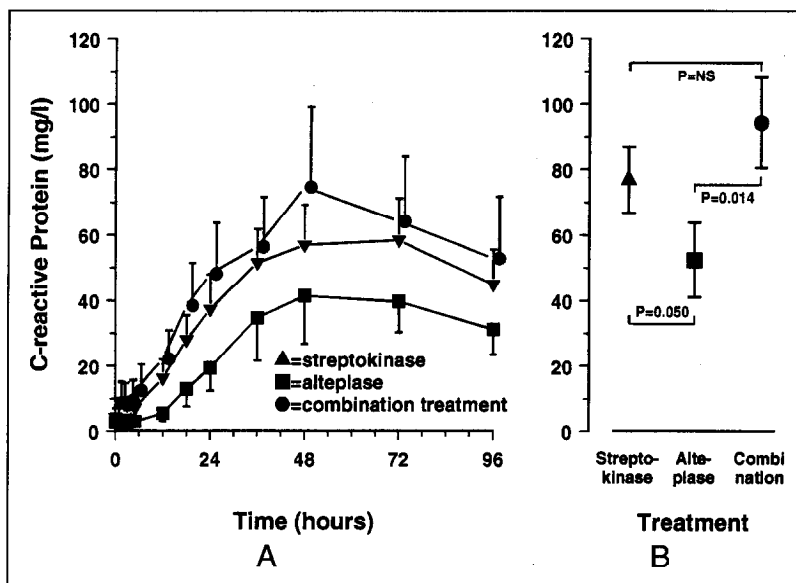 C-reactive Protein (mg/l)
120
100
80
60
40
20
0
▲=streptokinase
■=alteplase
●=combination treatment
0 24 48 72 96
Time (hours)
A
120
100
80
60
40
20
0
P=NS
P=0.014
P=0.050
Strepto- Alte- Combi
kinase plase nation
Treatment
B